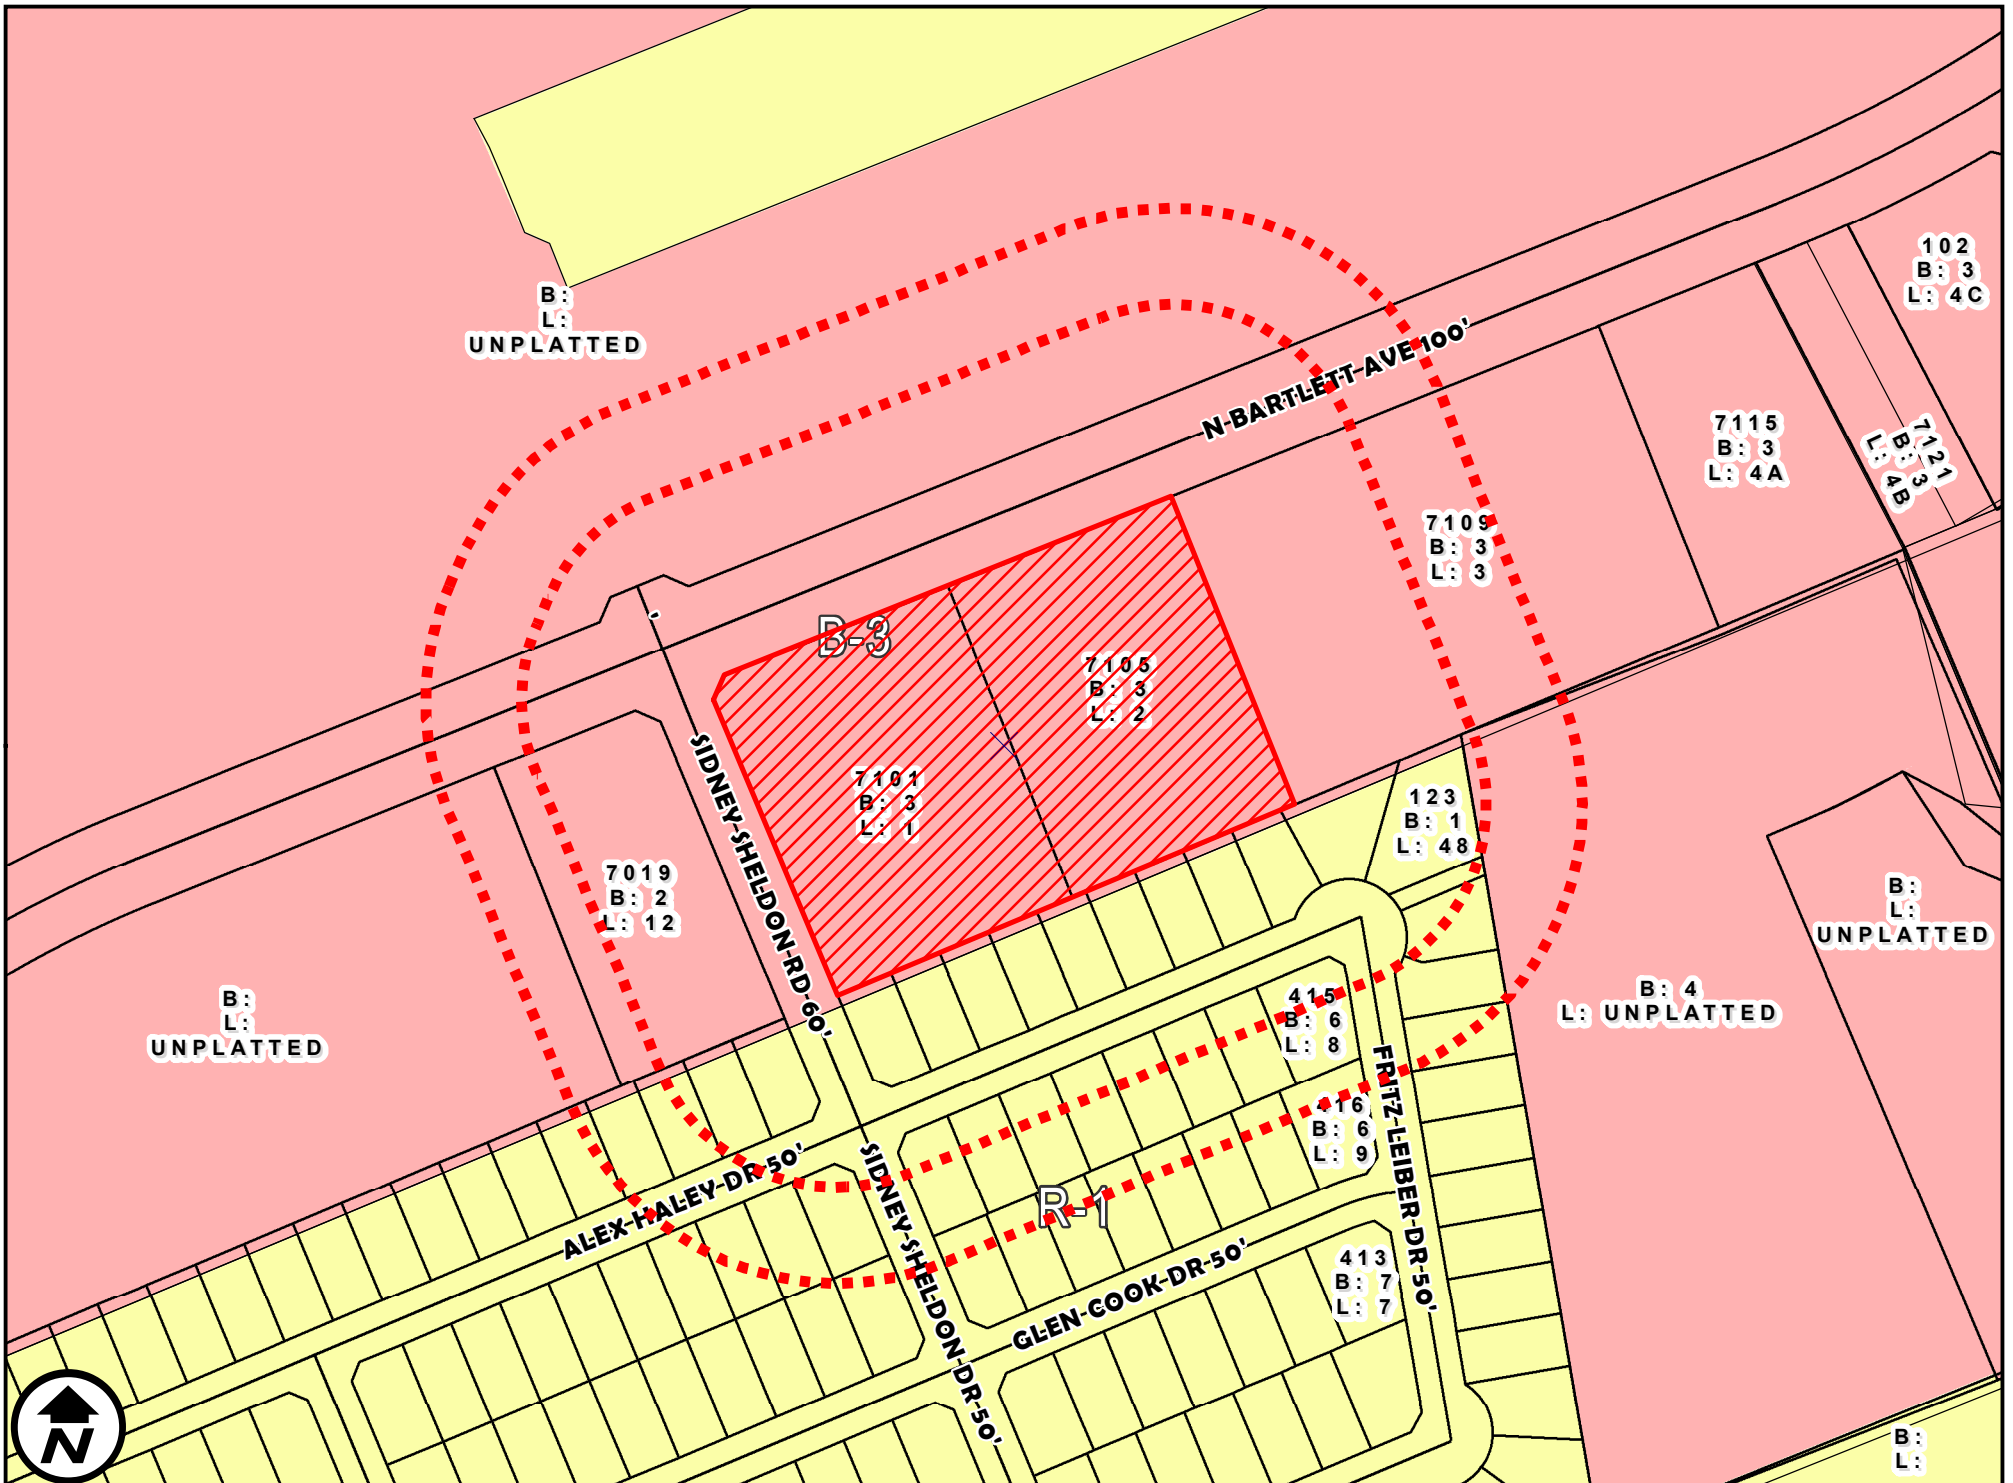 102
B: 3
L: 4C
B:
L:
UNPLATTED
N BARTLETT AVE 100'
7115
B: 3
L: 4A
7121
B: 3
L: 4B
7109
B: 3
L: 3
'
B-3
7105
B: 3
L: 2
7101
B: 3
L: 1
SIDNEY SHELDON RD 60'
123
B: 1
L: 48
7019
B: 2
L: 12
B:
L:
UNPLATTED
B:
L:
UNPLATTED
B: 4
L: UNPLATTED
415
B: 6
L: 8
FRITZ LEIBER DR 50'
416
B: 6
L: 9
ALEX HALEY DR 50'
SIDNEY SHELDON DR 50'
R-1
GLEN COOK DR 50'
413
B: 7
L: 7
N
B:
L: